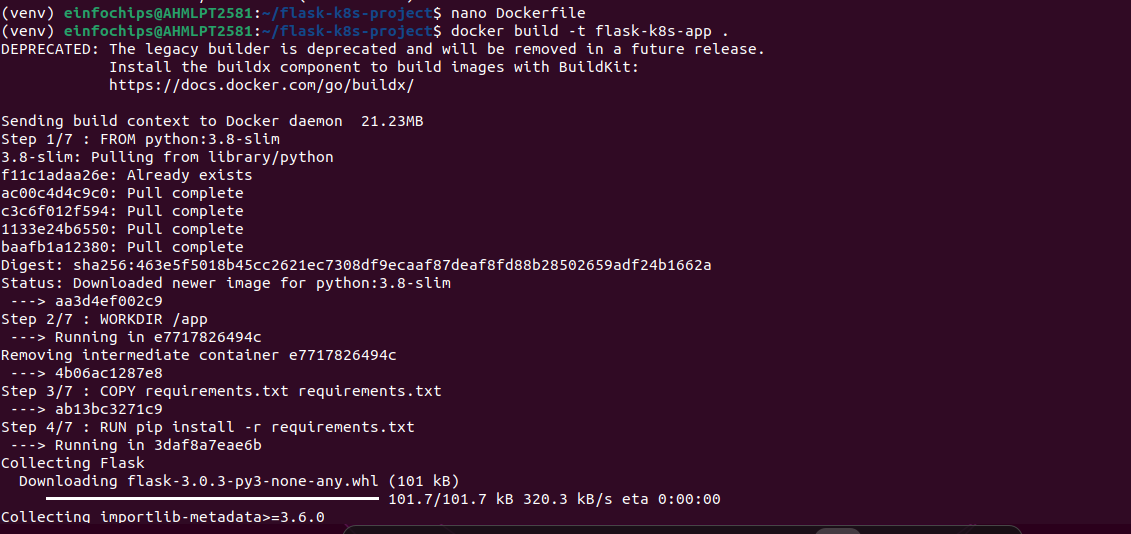 (venv) einfochips@AHMLPT2581:~/flask-k8s-project$ nano Dockerfile
(venv) einfochips@AHMLPT2581:~/flask-k8s-project$ docker build -t flask-k8s-app .
DEPRECATED: The legacy builder is deprecated and will be removed in a future release.
            Install the buildx component to build images with BuildKit:
            https://docs.docker.com/go/buildx/

Sending build context to Docker daemon  21.23MB
Step 1/7 : FROM python:3.8-slim
3.8-slim: Pulling from library/python
f11c1adaa26e: Already exists
ac00c4d4c9c0: Pull complete
c3c6f012f594: Pull complete
1133e24b6550: Pull complete
baafb1a12380: Pull complete
Digest: sha256:463e5f5018b45cc2621ec7308df9ecaaf87deaf8fd88b28502659adf24b1662a
Status: Downloaded newer image for python:3.8-slim
 ---> aa3d4ef002c9
Step 2/7 : WORKDIR /app
 ---> Running in e7717826494c
Removing intermediate container e7717826494c
 ---> 4b06ac1287e8
Step 3/7 : COPY requirements.txt requirements.txt
 ---> ab13bc3271c9
Step 4/7 : RUN pip install -r requirements.txt
 ---> Running in 3daf8a7eae6b
Collecting Flask
  Downloading flask-3.0.3-py3-none-any.whl (101 kB)
     101.7/101.7 kB 320.3 kB/s eta 0:00:00
Collecting importlib-metadata>=3.6.0